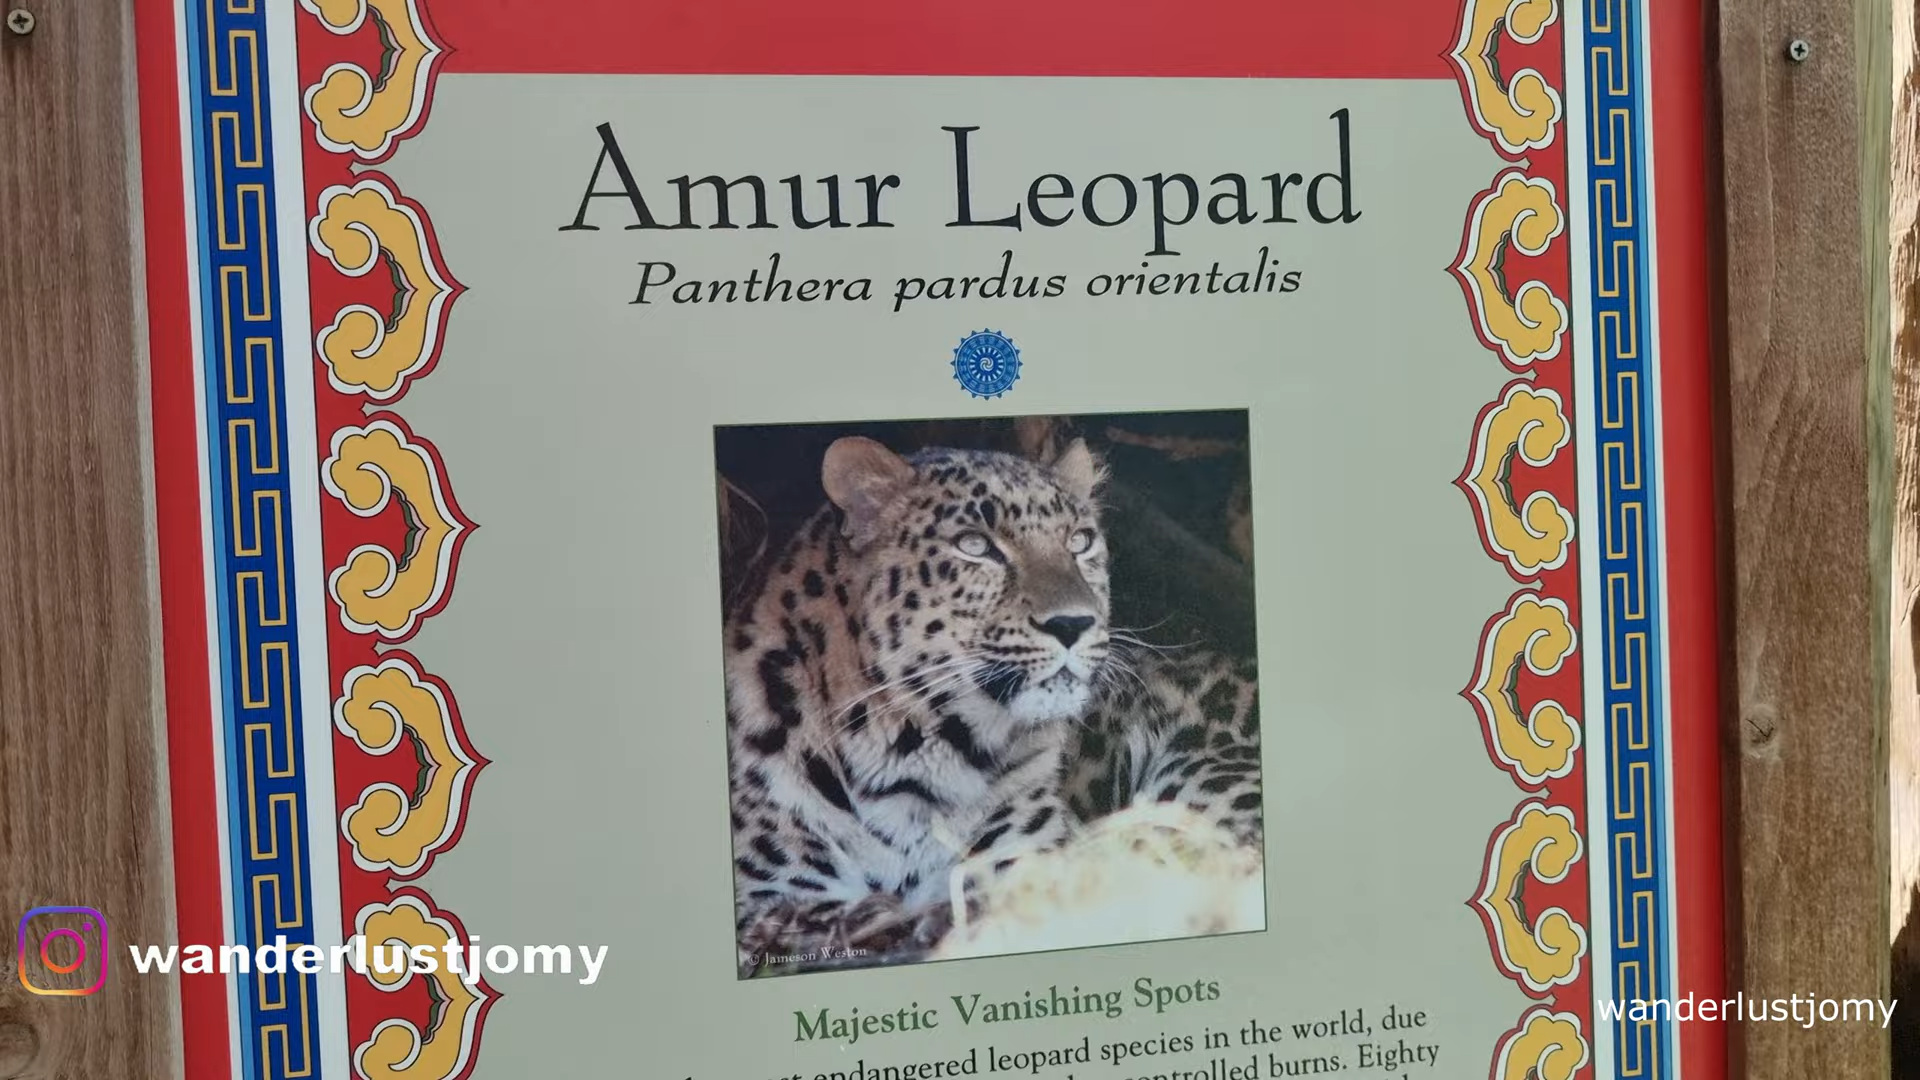 Amur Leopard
Panthera pardus orientalis
© Jameson Weston
Majestic Vanishing Spots
endangered leopard species in the world, due
burns. Eighty
wanderlustjomy
wanderlustjomy